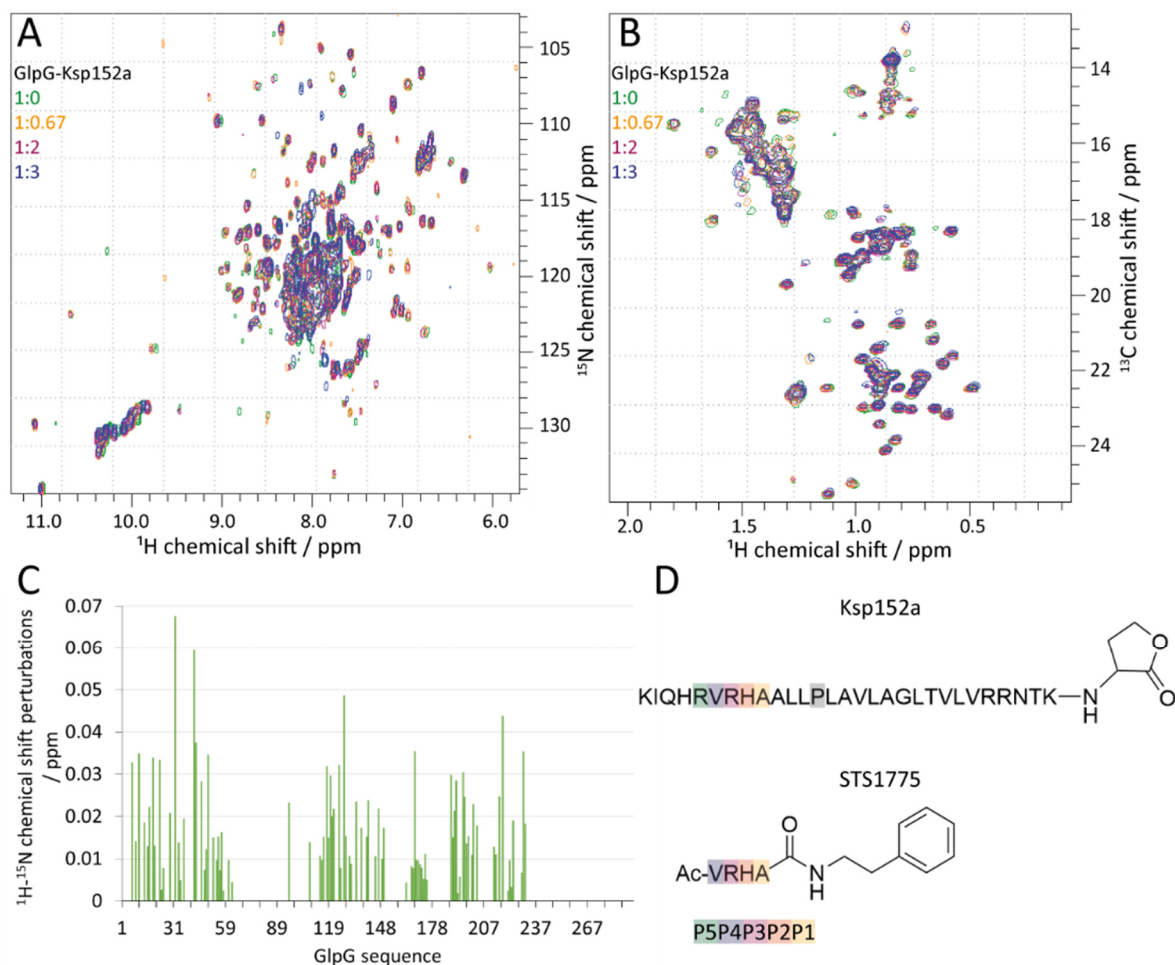 A
GlpG-Ksp152a
1:0
1:0.67
1:2
1:3
105
110
115
120
125
130
¹⁵N chemical shift / ppm
11.0 10.0 9.0 8.0 7.0 6.0
¹H chemical shift / ppm
B
GlpG-Ksp152a
1:0
1:0.67
1:2
1:3
14
16
18
20
22
24
¹³C chemical shift / ppm
2.0 1.5 1.0 0.5
¹H chemical shift / ppm
C
¹H-¹⁵N chemical shift perturbations
/ ppm
0.07
0.06
0.05
0.04
0.03
0.02
0.01
0
1 31 59 89 119 148 178 207 237 267
GlpG sequence
D
Ksp152a
KIQHRVRHAALLPLAVLAGLTVLVRRNTK
N
H
O
O
STS1775
O
Ac-VRHA
N
H
P5P4P3P2P1